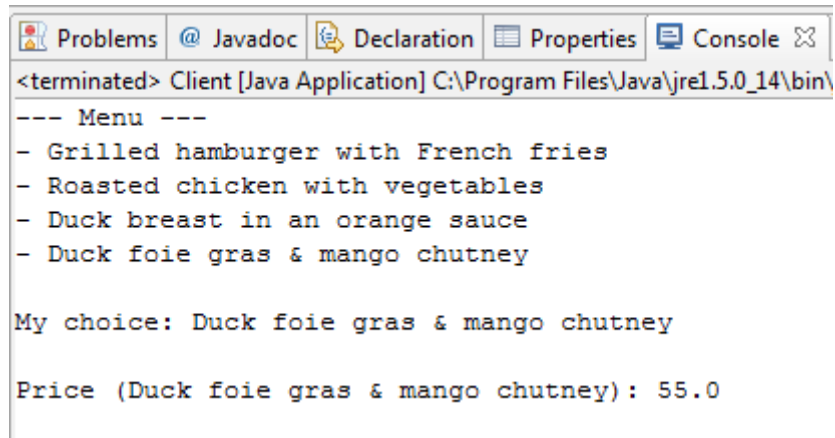 Problems @ Javadoc Declaration Properties Console
<terminated> Client [Java Application] C:\Program Files\Java\jre1.5.0_14\bin\
--- Menu ---
- Grilled hamburger with French fries
- Roasted chicken with vegetables
- Duck breast in an orange sauce
- Duck foie gras & mango chutney
My choice: Duck foie gras & mango chutney
Price (Duck foie gras & mango chutney): 55.0